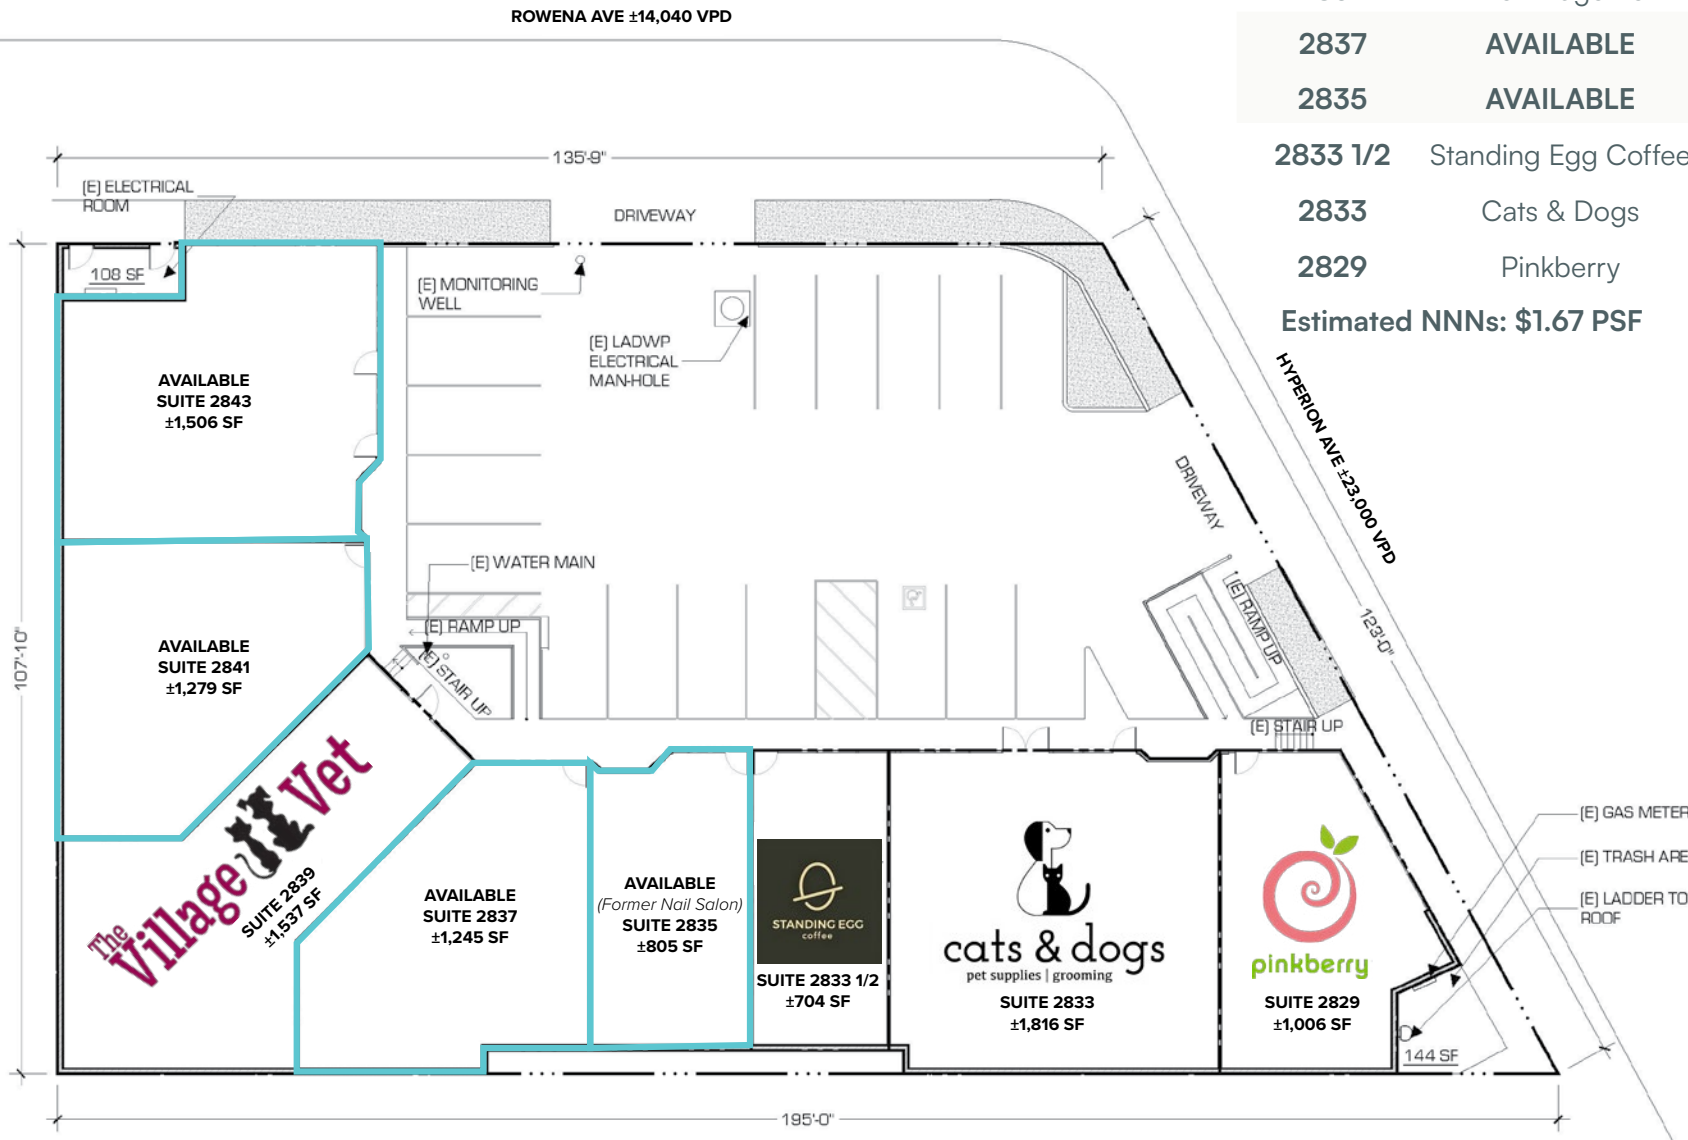 ROWENA AVE ±14,040 VPD
2837 AVAILABLE
2835 AVAILABLE
2833 1/2 Standing Egg Coffee
2833 Cats & Dogs
2829 Pinkberry
Estimated NNNs: $1.67 PSF
135'-9"
(E) ELECTRICAL
ROOM
DRIVEWAY
108 SF
(E) MONITORING
WELL
(E) LADWP
ELECTRICAL
MAN-HOLE
HYPERION AVE ±23,000 VPD
AVAILABLE
SUITE 2843
±1,506 SF
DRIVEWAY
(E) WATER MAIN
(E) RAMP UP
(E) STAIR UP
(E) RAMP UP
123'-0"
107'-10"
AVAILABLE
SUITE 2841
±1,279 SF
(E) STAIR UP
The
Village Vet
SUITE 2839
±1,537 SF
AVAILABLE
SUITE 2837
±1,245 SF
AVAILABLE
(Former Nail Salon)
SUITE 2835
±805 SF
STANDING EGG
coffee
SUITE 2833 1/2
±704 SF
cats & dogs
pet supplies | grooming
SUITE 2833
±1,816 SF
pinkberry
SUITE 2829
±1,006 SF
(E) GAS METER
(E) TRASH ARE
(E) LADDER TO
ROOF
144 SF
195'-0"